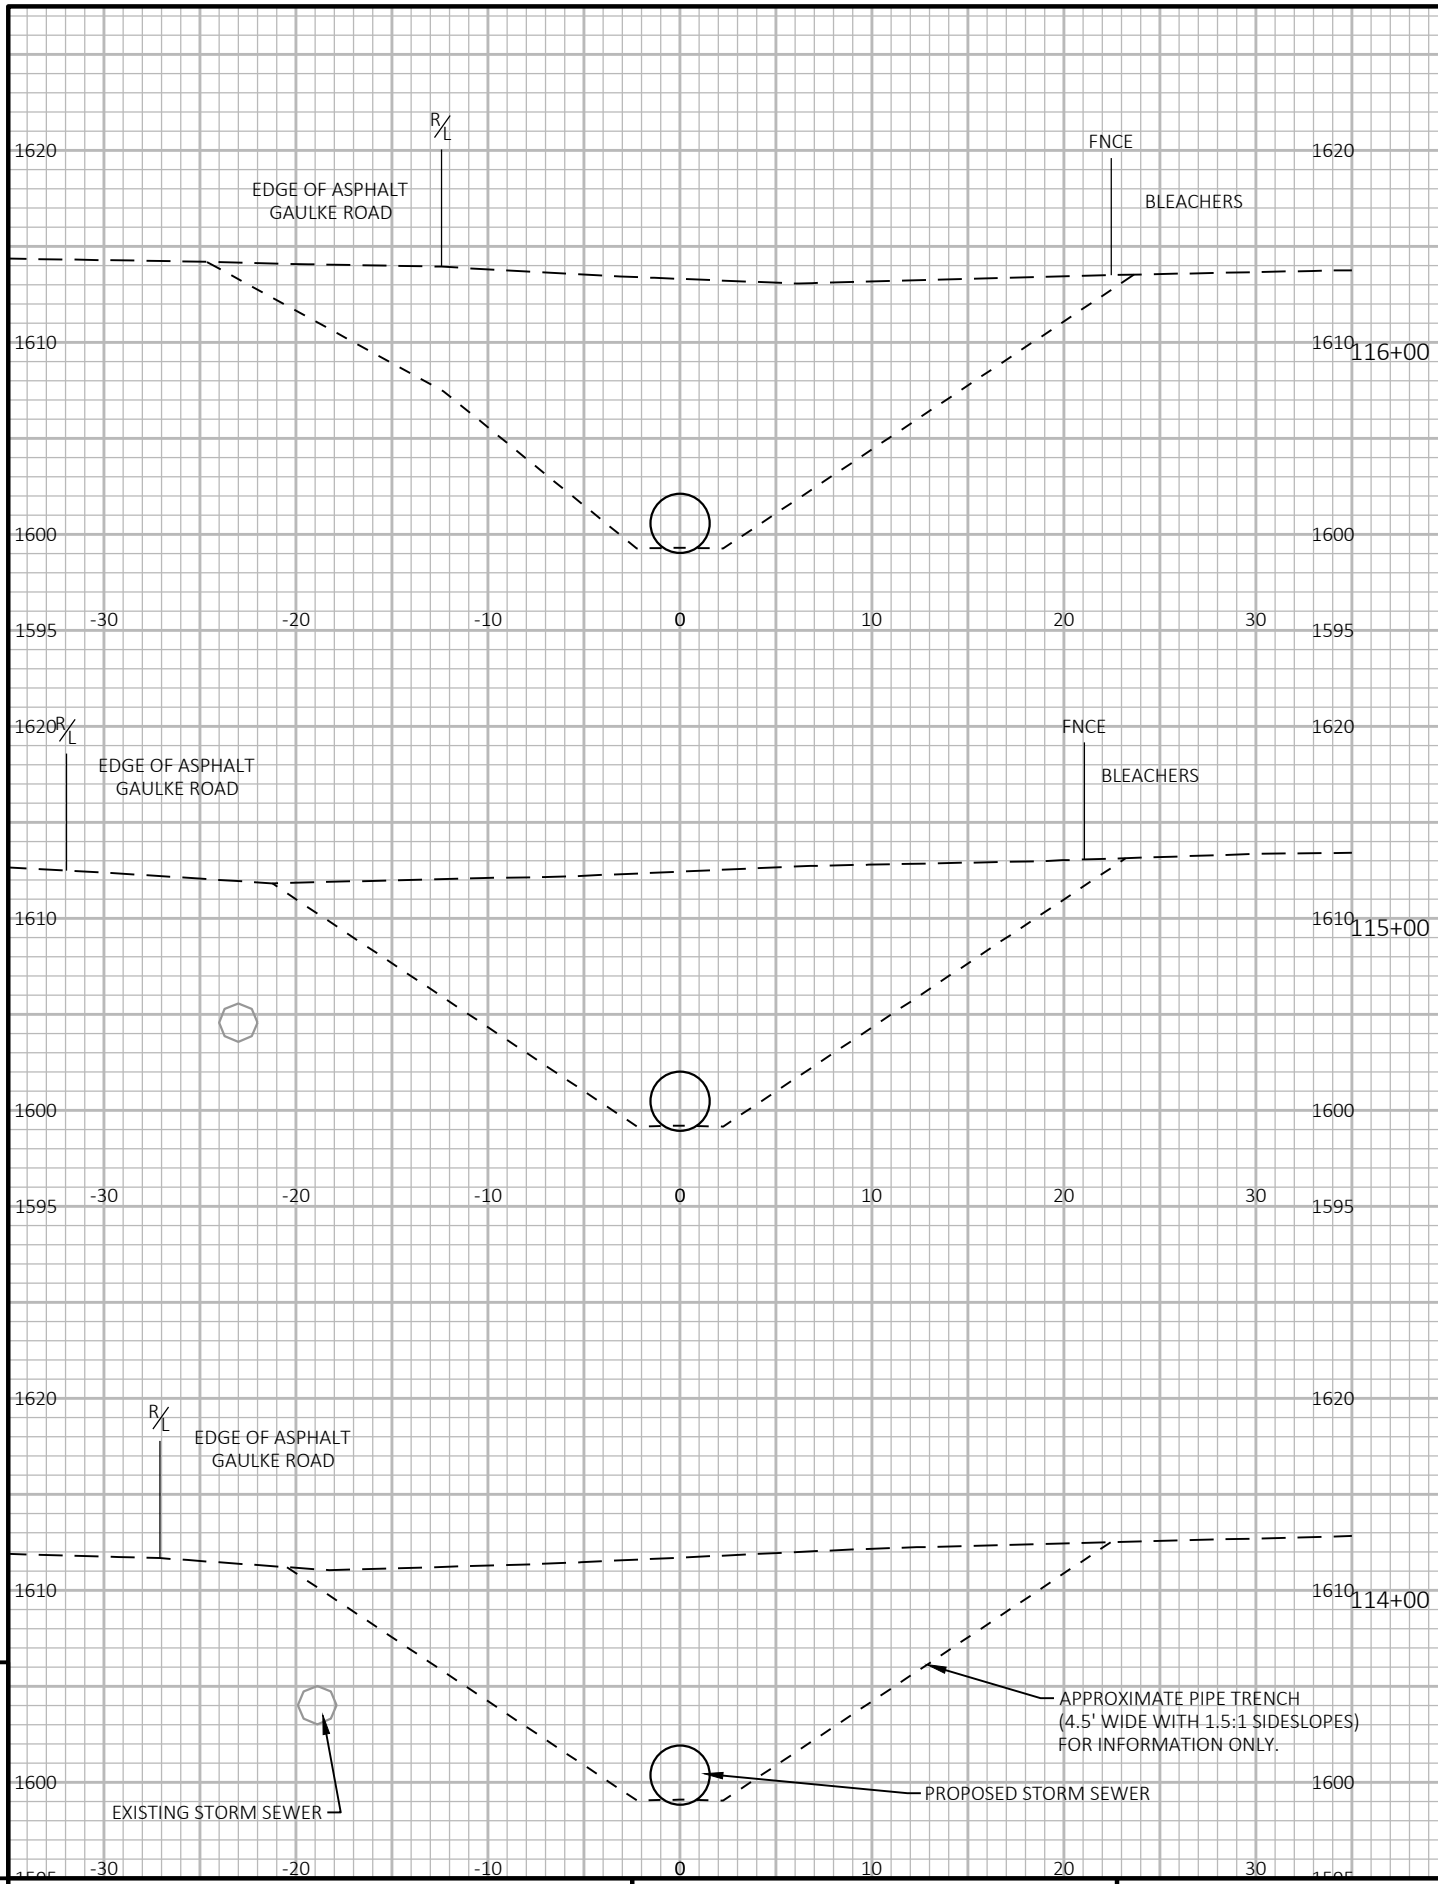 R/L
1620
FNCE
1620
EDGE OF ASPHALT
GAULKE ROAD
BLEACHERS
1610
1610
116+00
1600
1600
-30 -20 -10 0 10 20 30
1595
1595
1620
R/L
FNCE
1620
EDGE OF ASPHALT
GAULKE ROAD
BLEACHERS
1610
1610
115+00
1600
1600
-30 -20 -10 0 10 20 30
1595
1595
1620
1620
R/L
EDGE OF ASPHALT
GAULKE ROAD
1610
1610
114+00
APPROXIMATE PIPE TRENCH
(4.5' WIDE WITH 1.5:1 SIDESLOPES)
FOR INFORMATION ONLY.
1600
1600
PROPOSED STORM SEWER
EXISTING STORM SEWER
-30 -20 -10 0 10 20 30
1595
1595